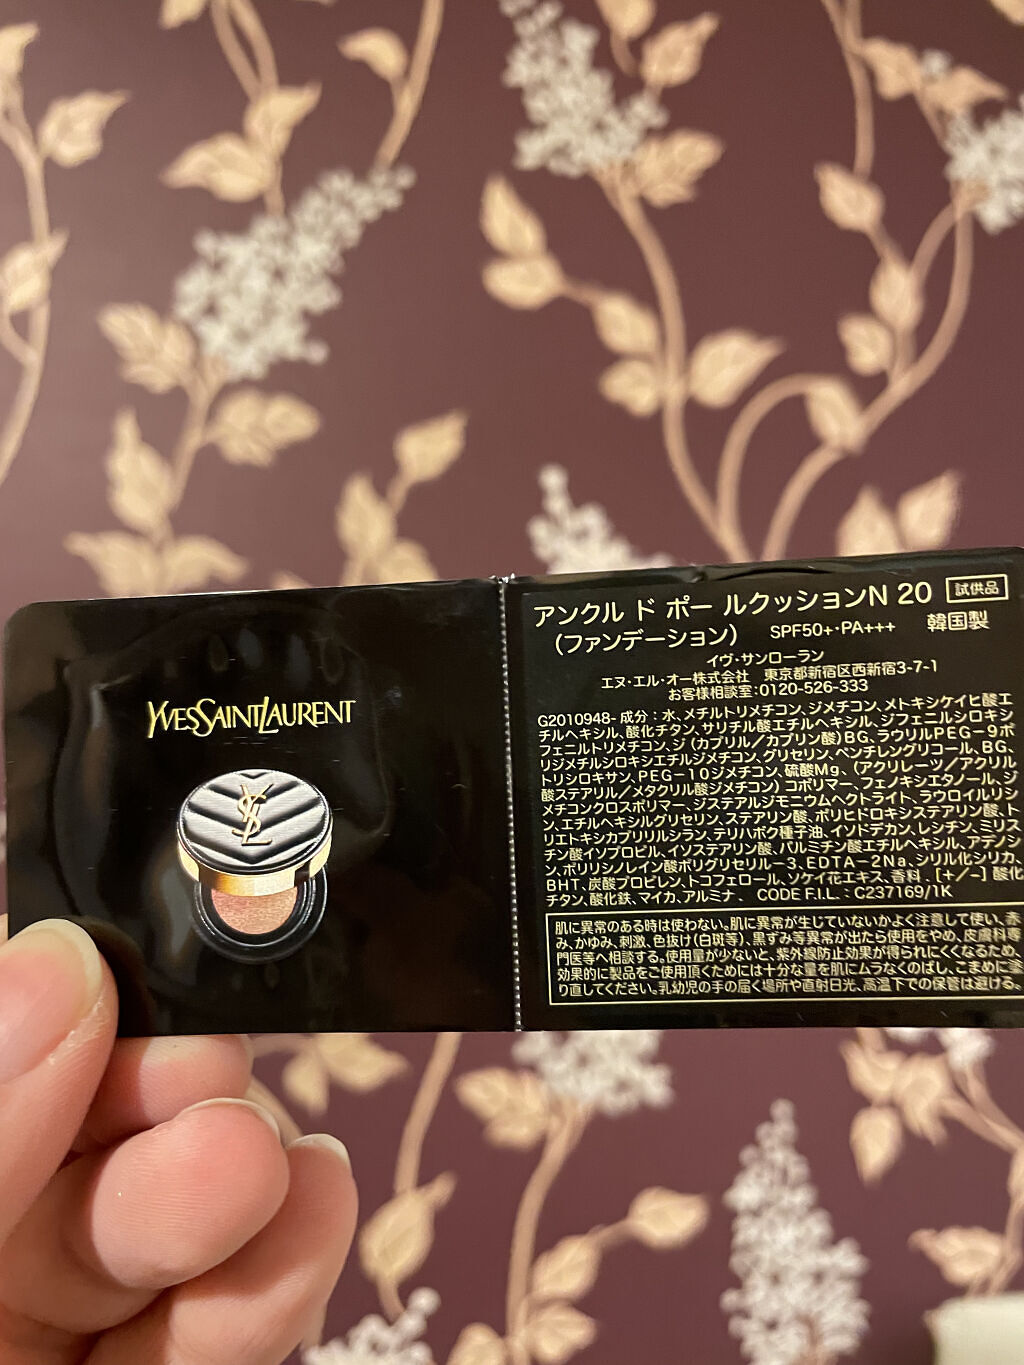 YVESSAINTLAURENT
YSL
アンクル ド ポー ルクッションN 20 試供品
(ファンデーション) SPF50+・PA+++ 韓国製
イヴ・サンローラン
エヌ・エル・オー株式会社 東京都新宿区西新宿3-7-1
お客様相談室:0120-526-333
G2010948- 成分:水、メチルトリメチコン、ジメチコン、メトキシケイヒ酸エ
チルヘキシル、酸化チタン、サリチル酸エチルヘキシル、ジフェニルシロキシ
フェニルトリメチコン、ジ(カプリル/カプリン酸)BG、ラウリルPEG-9ポ
リジメチルシロキシエチルジメチコン、グリセリン、ペンチレングリコール、BG、
トリシロキサン、PEG-10ジメチコン、硫酸Mg、(アクリレーツ/アクリル
酸ステアリル/メタクリル酸ジメチコン)コポリマー、フェノキシエタノール、ジ
メチコンクロスポリマー、ジステアルジモニウムヘクトライト、ラウロイルリシ
ン、エチルヘキシルグリセリン、ステアリン酸、ポリヒドロキシステアリン酸、ト
リエトキシカプリリルシラン、テリハボク種子油、イソドデカン、レシチン、ミリス
チン酸イソプロピル、イソステアリン酸、パルミチン酸エチルヘキシル、アデノシ
ン、ポリリシノレイン酸ポリグリセリル-3、EDTA-2Na、シリル化シリカ、
BHT、炭酸プロピレン、トコフェロール、ソケイ花エキス、香料、[+/-] 酸化
チタン、酸化鉄、マイカ、アルミナ、 CODE F.I.L. : C237169/1K
肌に異常のある時は使わない。肌に異常が生じていないかよく注意して使い、赤
み、かゆみ、刺激、色抜け(白斑等)、黒ずみ等異常が出たら使用をやめ、皮膚科専
門医等へ相談する。使用量が少ないと、紫外線防止効果が得られにくくなるため、
効果的に製品をご使用頂くためには十分な量を肌にムラなくのばし、こまめに塗
り直してください。乳幼児の手の届く場所や直射日光、高温下での保管は避ける。